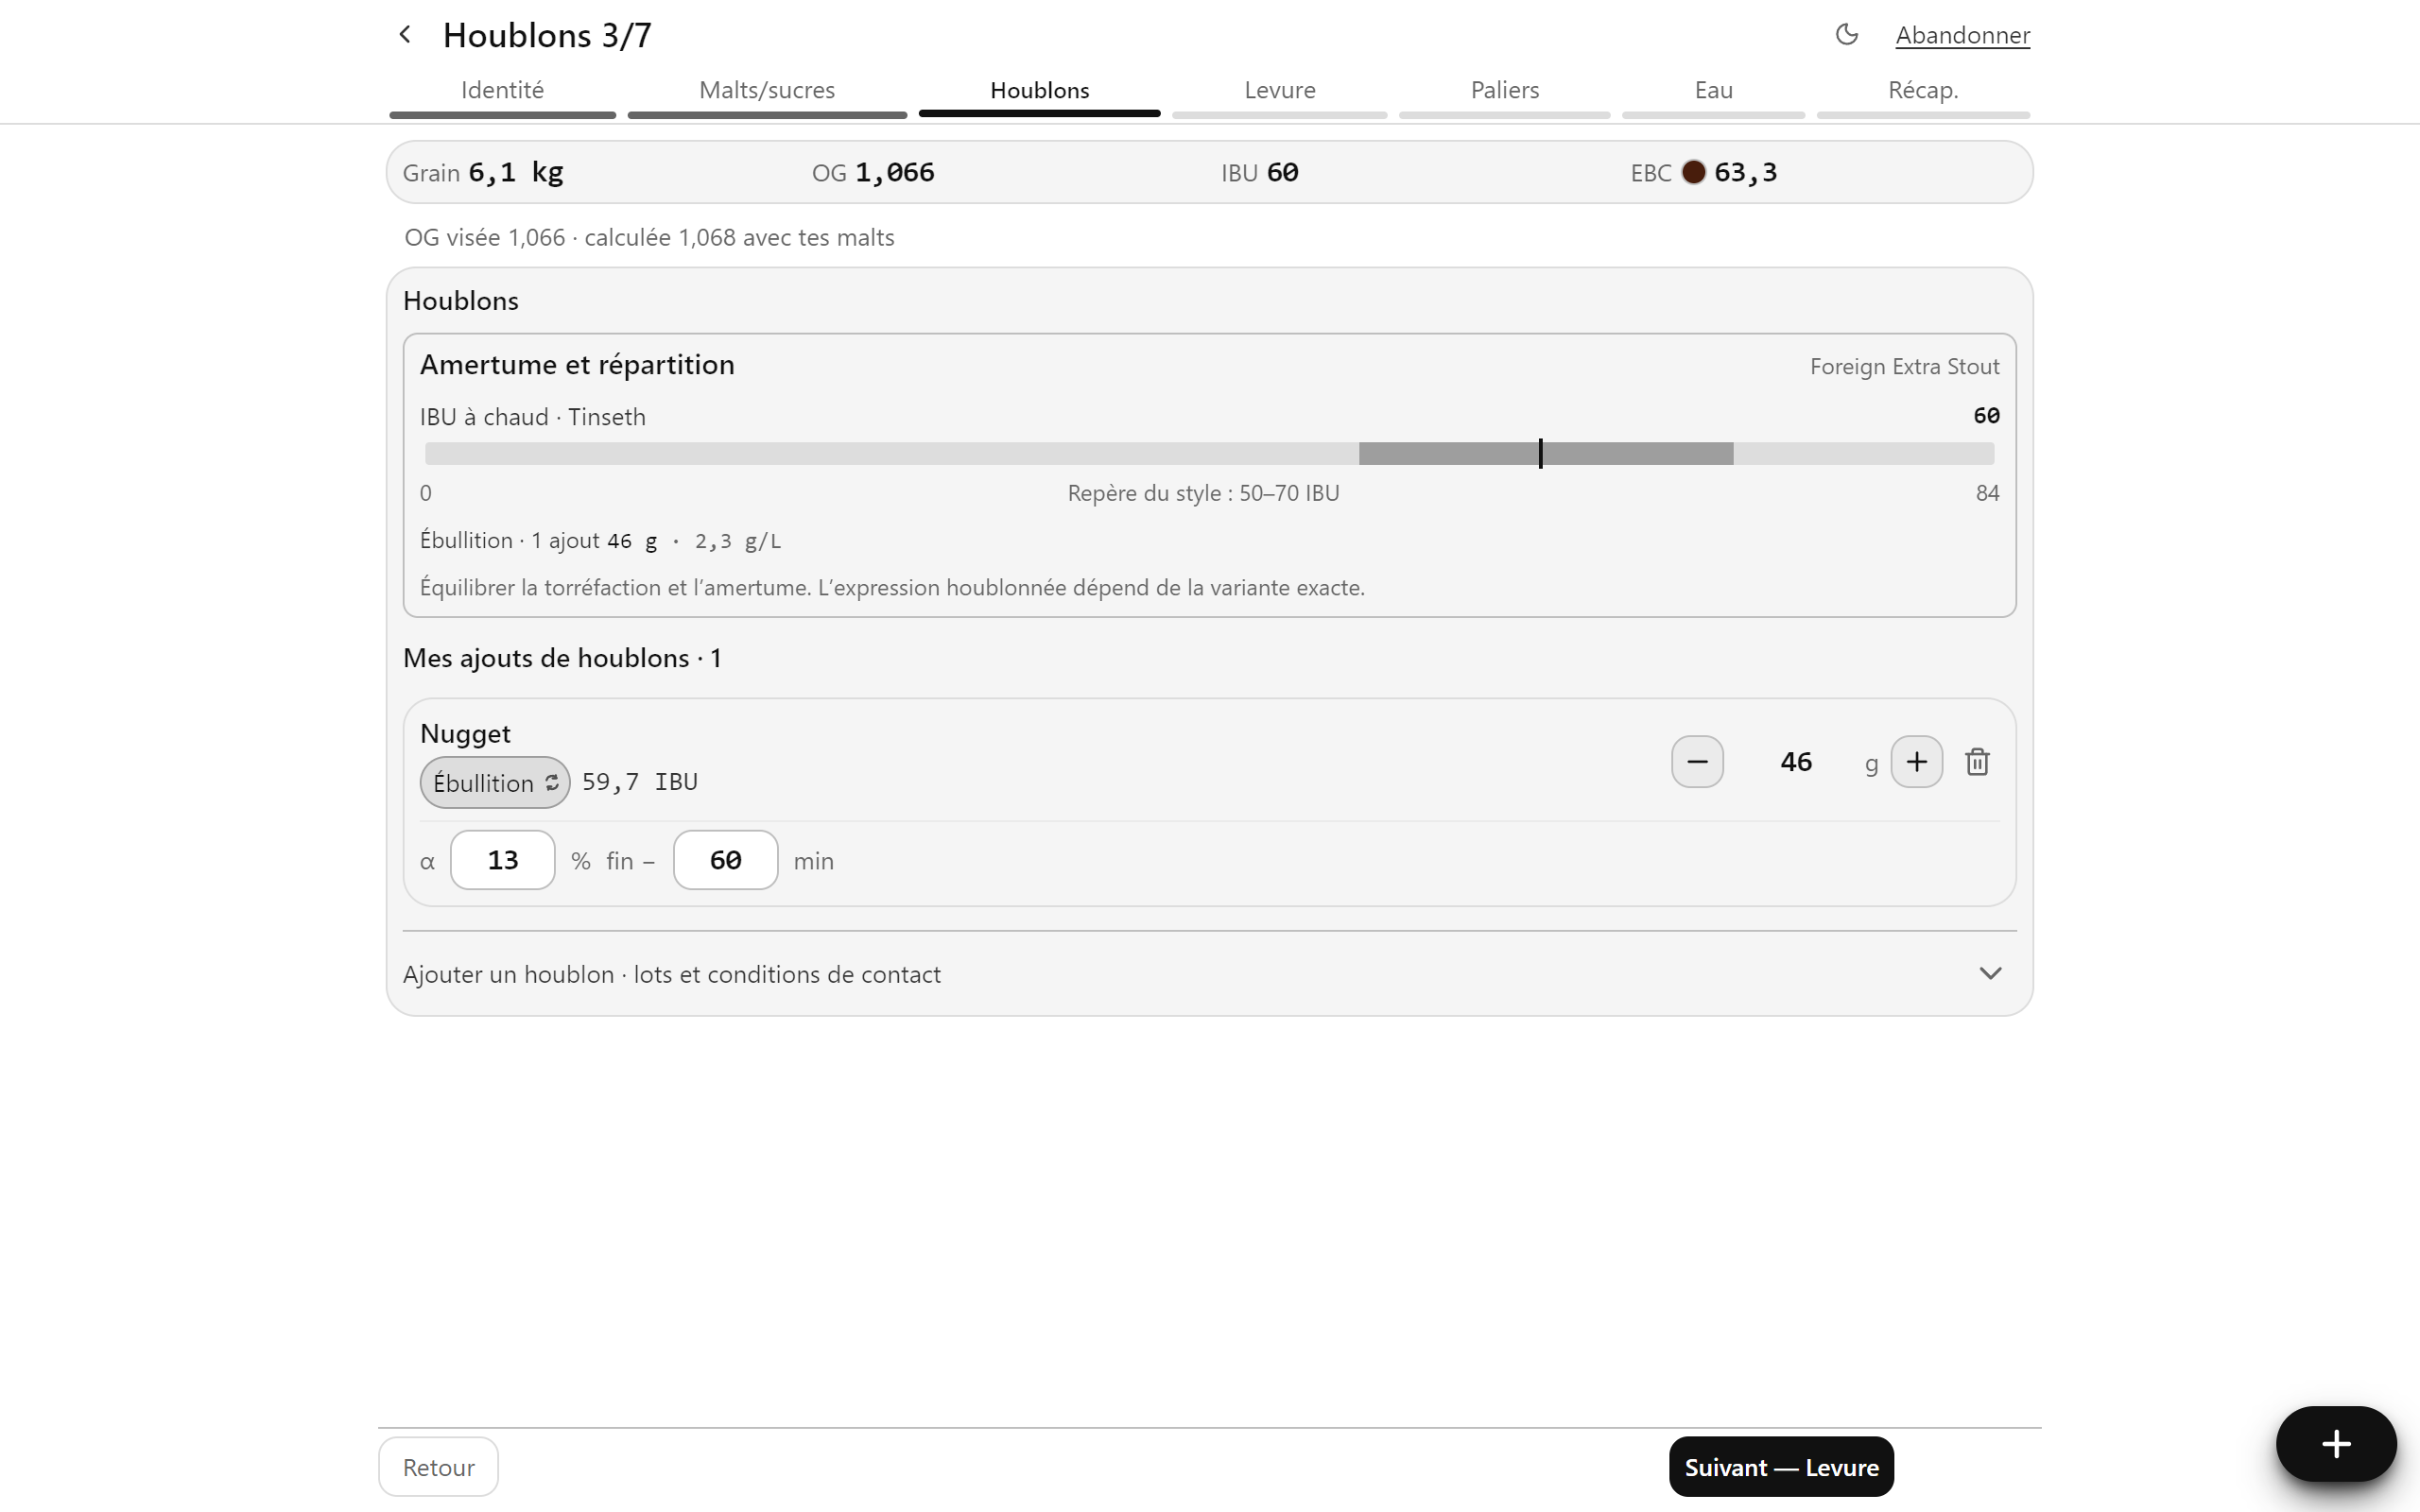 Houblons 3/7
Abandonner
Identité Malts/sucres Houblons Levure Paliers Eau Récap.
Grain 6,1 kg OG 1,066 IBU 60 EBC 63,3
OG visée 1,066 · calculée 1,068 avec tes malts
Houblons
Amertume et répartition Foreign Extra Stout
IBU à chaud · Tinseth 60
0 Repère du style : 50–70 IBU 84
Ébullition · 1 ajout 46 g · 2,3 g/L
Équilibrer la torréfaction et l’amertume. L’expression houblonnée dépend de la variante exacte.
Mes ajouts de houblons · 1
Nugget
Ébullition 59,7 IBU
− 46 g +
α 13 % fin − 60 min
Ajouter un houblon · lots et conditions de contact
Retour Suivant — Levure +